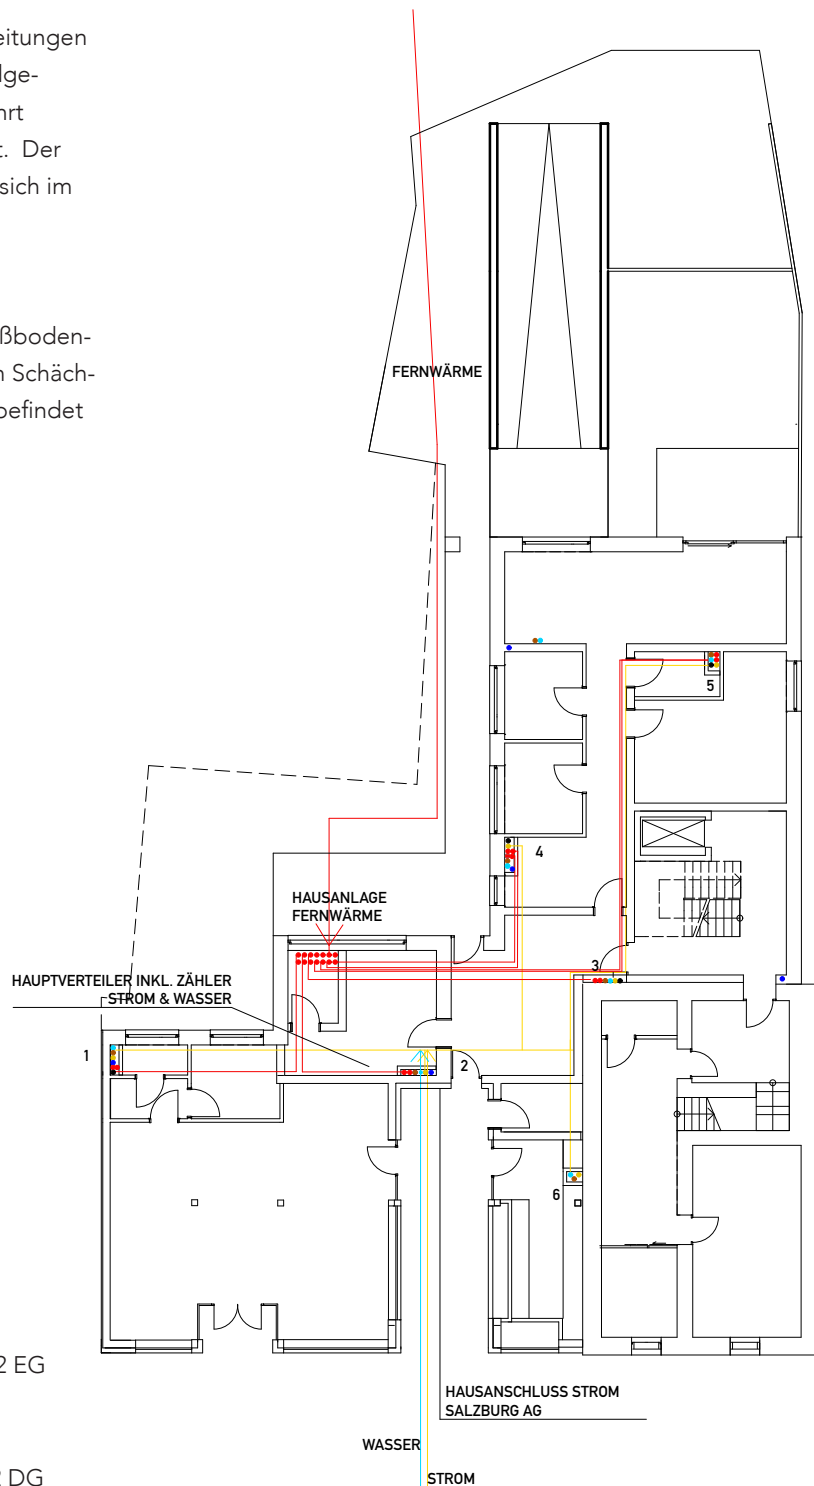 eitungen
lge-
hrt
t. Der
sich im
ßboden-
n Schäch-
befindet
FERNWÄRME
5
4
HAUSANLAGE
FERNWÄRME
3
HAUPTVERTEILER INKL. ZÄHLER
STROM & WASSER
1
2
6
2 EG
HAUSANSCHLUSS STROM
SALZBURG AG
WASSER
STROM
2 DG